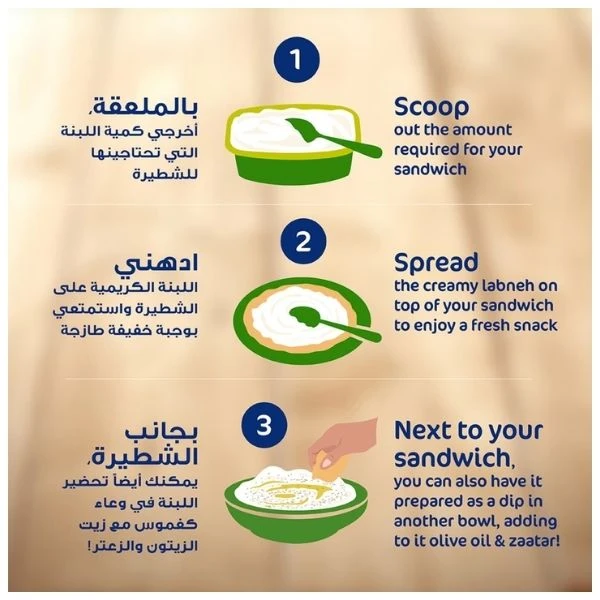 1
بالملعقة،
أخرجي كمية اللبنة
التي تحتاجينها
للشطيرة
Scoop
out the amount
required for your
sandwich
2
ادهني
اللبنة الكريمية على
الشطيرة واستمتعي
بوجبة خفيفة طازجة
Spread
the creamy labneh on
top of your sandwich
to enjoy a fresh snack
3
بجانب
الشطيرة،
يمكنك أيضاً تحضير
اللبنة في وعاء
كغموس مع زيت
الزيتون والزعتر!
Next to your
sandwich,
you can also have it
prepared as a dip in
another bowl, adding
to it olive oil & zaatar!